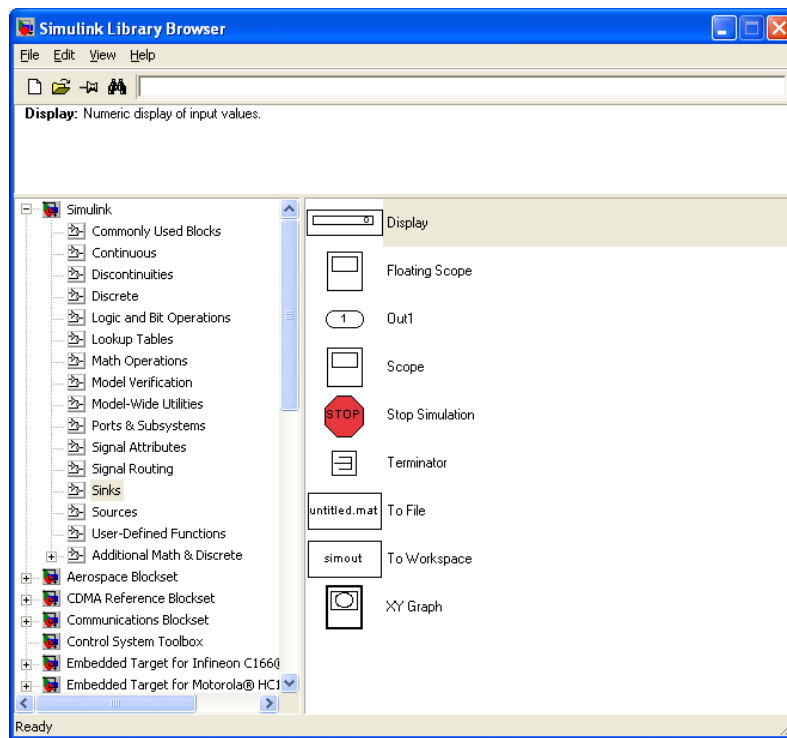 Simulink Library Browser
File Edit View Help
Display: Numeric display of input values.
Simulink
Commonly Used Blocks
Continuous
Discontinuities
Discrete
Logic and Bit Operations
Lookup Tables
Math Operations
Model Verification
Model-Wide Utilities
Ports & Subsystems
Signal Attributes
Signal Routing
Sinks
Sources
User-Defined Functions
Additional Math & Discrete
Aerospace Blockset
CDMA Reference Blockset
Communications Blockset
Control System Toolbox
Embedded Target for Infineon C166®
Embedded Target for Motorola® HC1
0 Display
Floating Scope
1 Out1
Scope
STOP Stop Simulation
Terminator
untitled.mat To File
simout To Workspace
XY Graph
Ready